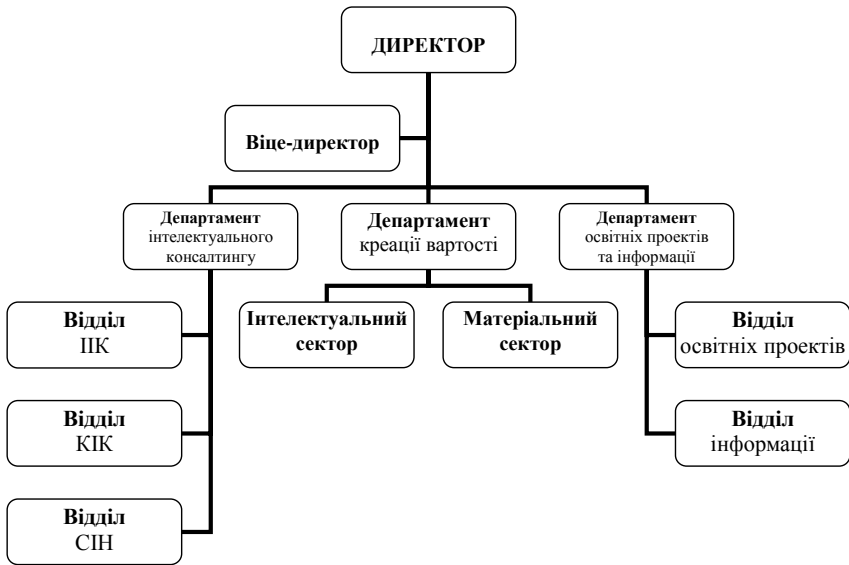 ДИРЕКТОР
Віце-директор
Департамент
інтелектуального
консалтингу
Департамент
креації вартості
Департамент
освітніх проектів
та інформації
Відділ
ІІК
Інтелектуальний
сектор
Матеріальний
сектор
Відділ
освітніх проектів
Відділ
КІК
Відділ
інформації
Відділ
СІН